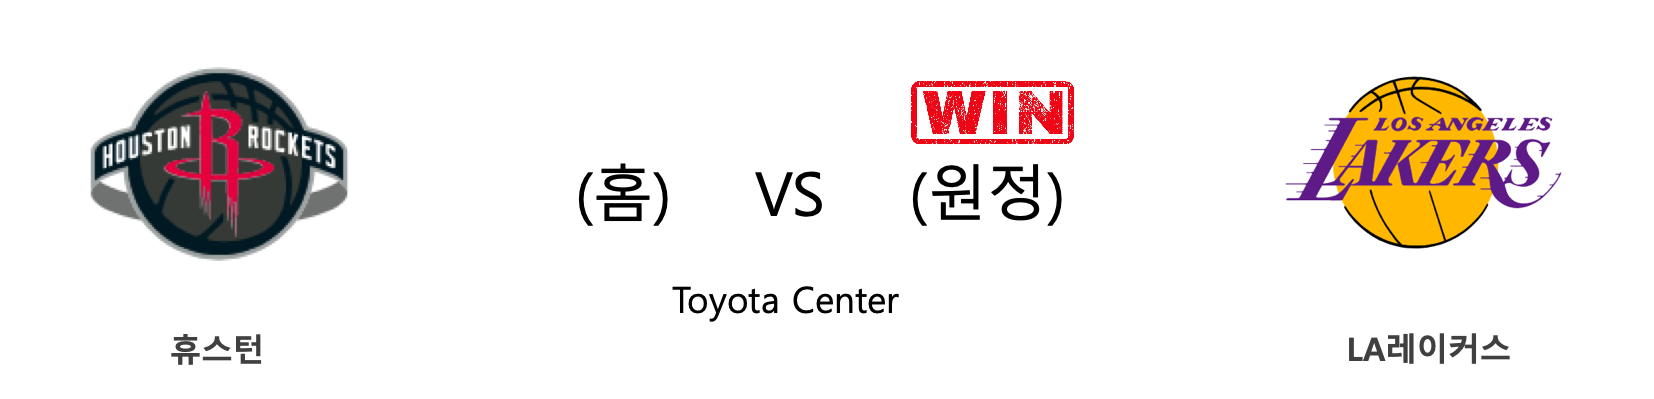 HOUSTON ROCKETS
WIN
LOS ANGELES
LAKERS
(홈) VS (원정)
Toyota Center
휴스턴
LA레이커스